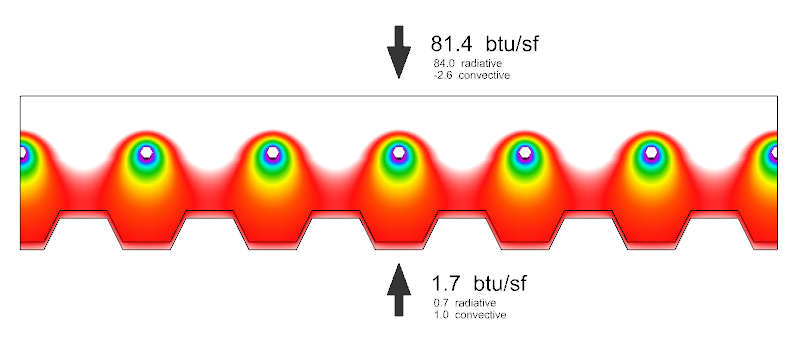 81.4 btu/sf
84.0 radiative
-2.6 convective
1.7 btu/sf
0.7 radiative
1.0 convective